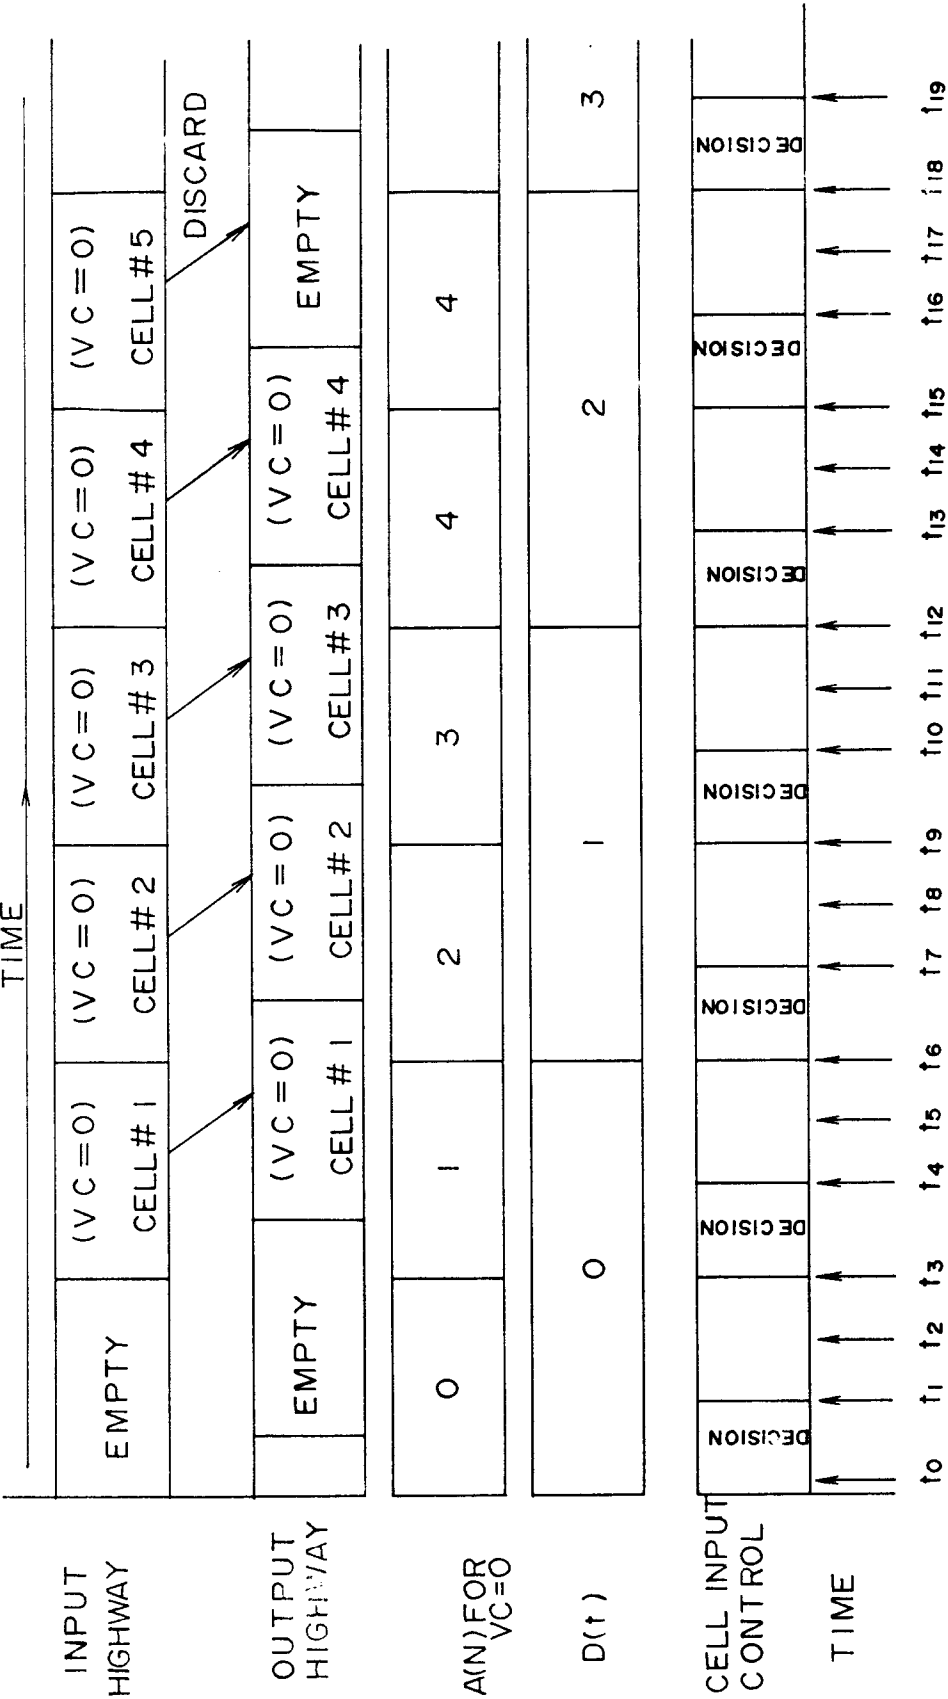 TIME
INPUT
HIGHWAY
EMPTY
(VC=0)
CELL#1
(VC=0)
CELL#2
(VC=0)
CELL#3
(VC=0)
CELL#4
(VC=0)
CELL#5
DISCARD
OUTPUT
HIGHWAY
EMPTY
(VC=0)
CELL#1
(VC=0)
CELL#2
(VC=0)
CELL#3
(VC=0)
CELL#4
EMPTY
A(N)FOR
VC=0
0
1
2
3
4
4
D(t)
0
1
2
3
CELL INPUT
CONTROL
DECISION
DECISION
DECISION
DECISION
DECISION
DECISION
DECISION
TIME
t0 t1 t2 t3 t4 t5 t6 t7 t8 t9 t10 t11 t12 t13 t14 t15 t16 t17 t18 t19